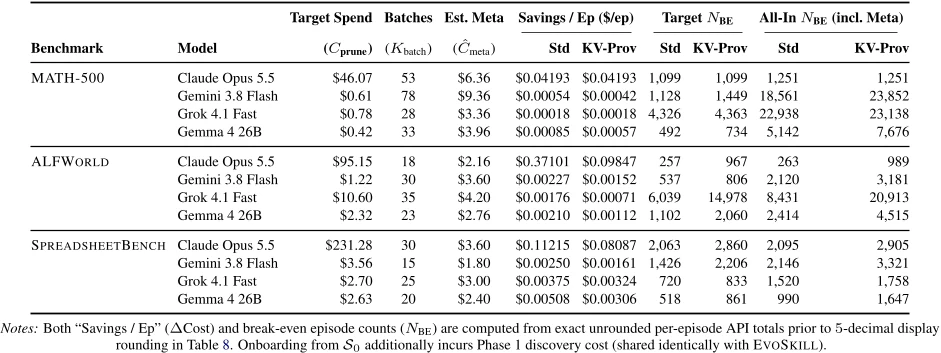 Target Spend Batches Est. Meta Savings / Ep ($/ep) Target N_BE All-In N_BE (incl. Meta)
Benchmark Model (C_prune) (K_batch) (Ĉ_meta) Std KV-Prov Std KV-Prov Std KV-Prov
MATH-500 Claude Opus 5.5 $46.07 53 $6.36 $0.04193 $0.04193 1,099 1,099 1,251 1,251
Gemini 3.8 Flash $0.61 78 $9.36 $0.00054 $0.00042 1,128 1,449 18,561 23,852
Grok 4.1 Fast $0.78 28 $3.36 $0.00018 $0.00018 4,326 4,363 22,938 23,138
Gemma 4 26B $0.42 33 $3.96 $0.00085 $0.00057 492 734 5,142 7,676
ALFWORLD Claude Opus 5.5 $95.15 18 $2.16 $0.37101 $0.09847 257 967 263 989
Gemini 3.8 Flash $1.22 30 $3.60 $0.00227 $0.00152 537 806 2,120 3,181
Grok 4.1 Fast $10.60 35 $4.20 $0.00176 $0.00071 6,039 14,978 8,431 20,913
Gemma 4 26B $2.32 23 $2.76 $0.00210 $0.00112 1,102 2,060 2,414 4,515
SPREADSHEETBENCH Claude Opus 5.5 $231.28 30 $3.60 $0.11215 $0.08087 2,063 2,860 2,095 2,905
Gemini 3.8 Flash $3.56 15 $1.80 $0.00250 $0.00161 1,426 2,206 2,146 3,321
Grok 4.1 Fast $2.70 25 $3.00 $0.00375 $0.00324 720 833 1,520 1,758
Gemma 4 26B $2.63 20 $2.40 $0.00508 $0.00306 518 861 990 1,647
Notes: Both “Savings / Ep” (ΔCost) and break-even episode counts (N_BE) are computed from exact unrounded per-episode API totals prior to 5-decimal display
rounding in Table 8. Onboarding from S_0 additionally incurs Phase 1 discovery cost (shared identically with EVOSKILL).